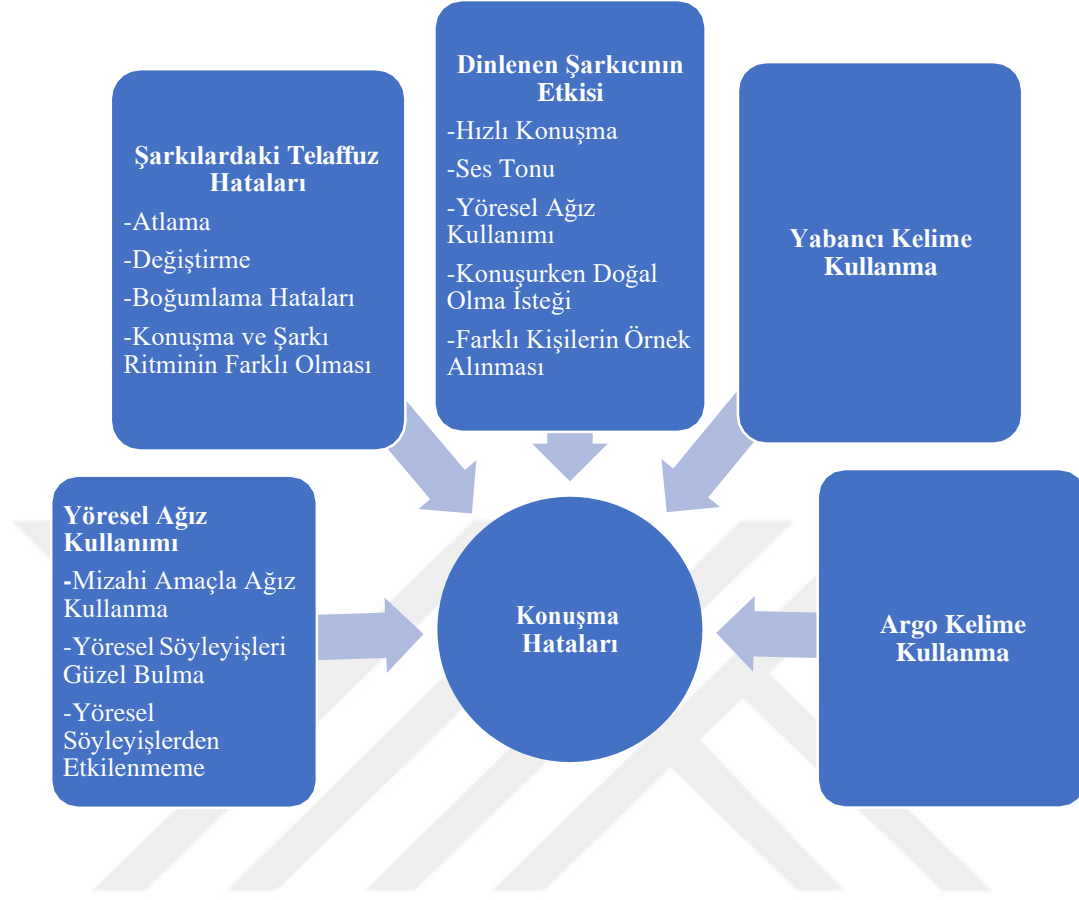 Şarkılardaki Telaffuz
Hataları
-Atlama
-Değiştirme
-Boğumlama Hataları
-Konuşma ve Şarkı
Ritminin Farklı Olması
Dinlenen Şarkıcının
Etkisi
-Hızlı Konuşma
-Ses Tonu
-Yöresel Ağız
Kullanımı
-Konuşurken Doğal
Olma İsteği
-Farklı Kişilerin Örnek
Alınması
Yabancı Kelime
Kullanma
Yöresel Ağız
Kullanımı
-Mizahi Amaçla Ağız
Kullanma
-Yöresel Söyleyişleri
Güzel Bulma
-Yöresel
Söyleyişlerden
Etkilenmeme
Konuşma
Hataları
Argo Kelime
Kullanma